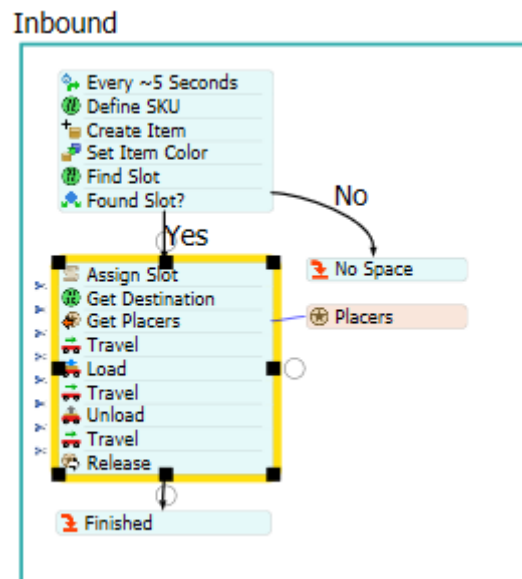 Inbound
Every ~5 Seconds
Define SKU
Create Item
Set Item Color
Find Slot
Found Slot?
No
Yes
No Space
Assign Slot
Get Destination
Get Placers
Placers
Travel
Load
Travel
Unload
Travel
Release
Finished